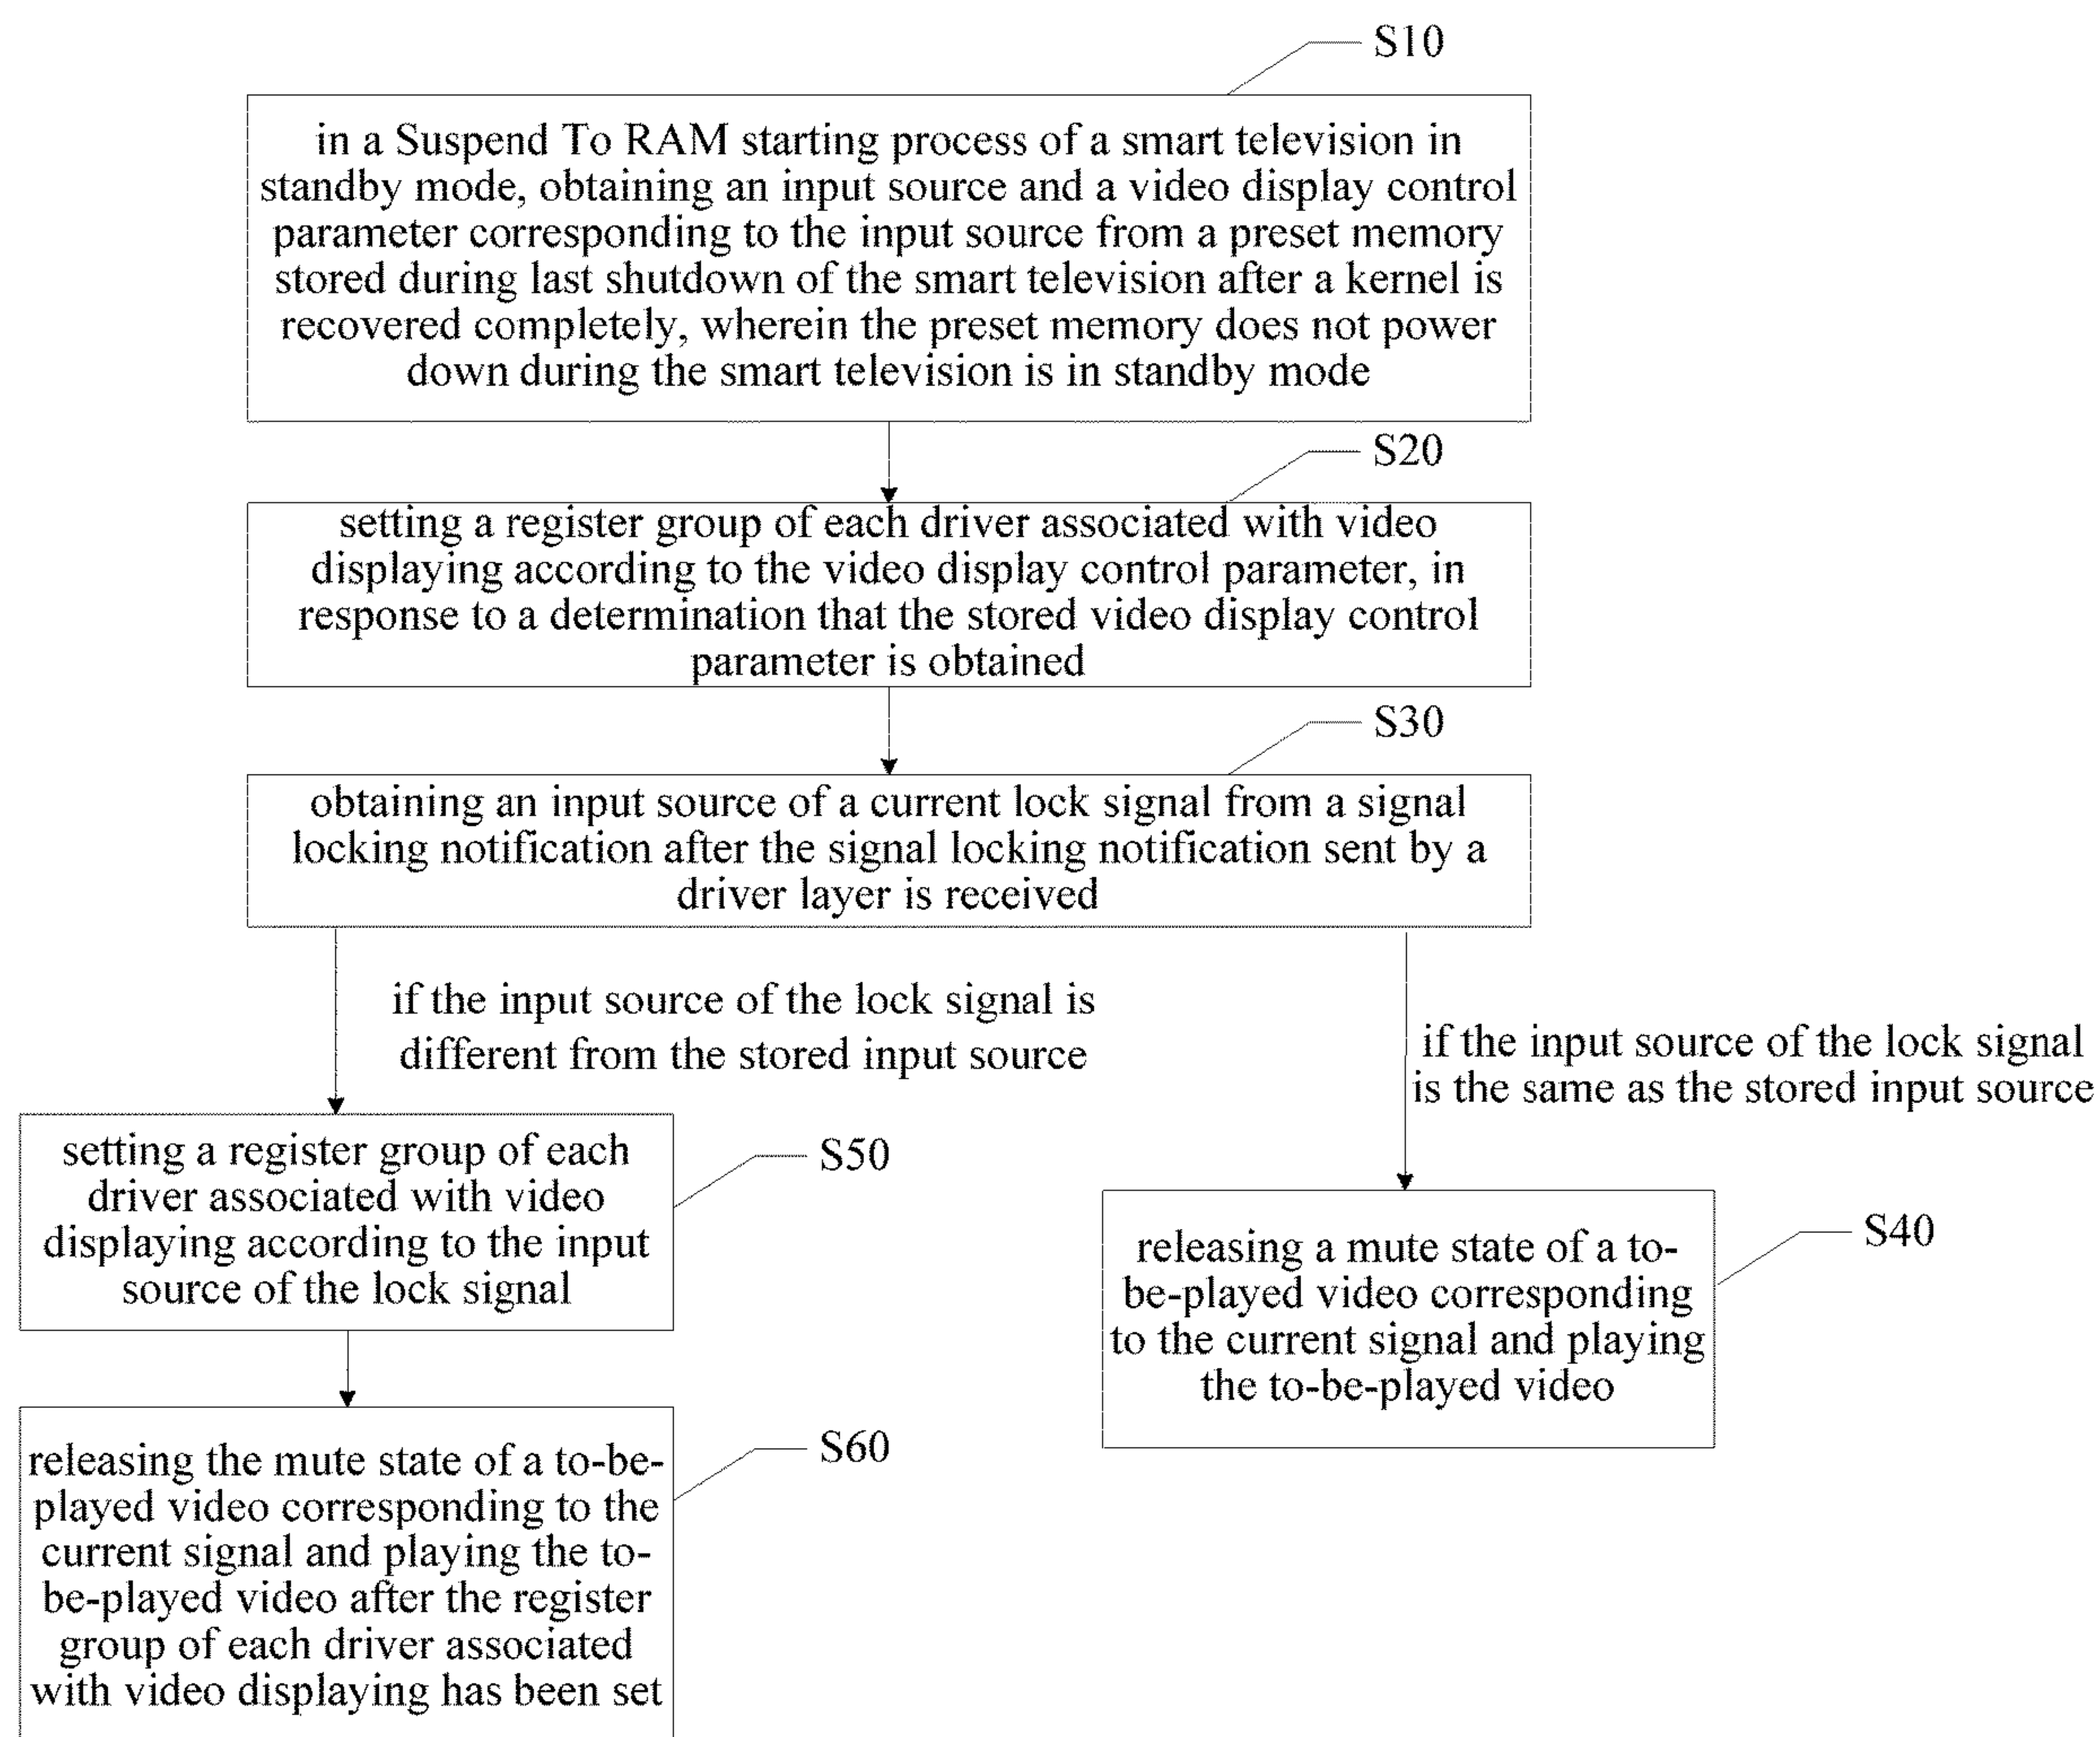 S10
in a Suspend To RAM starting process of a smart television in
standby mode, obtaining an input source and a video display control
parameter corresponding to the input source from a preset memory
stored during last shutdown of the smart television after a kernel is
recovered completely, wherein the preset memory does not power
down during the smart television is in standby mode
S20
setting a register group of each driver associated with video
displaying according to the video display control parameter, in
response to a determination that the stored video display control
parameter is obtained
S30
obtaining an input source of a current lock signal from a signal
locking notification after the signal locking notification sent by a
driver layer is received
if the input source of the lock signal is
different from the stored input source
if the input source of the lock signal
is the same as the stored input source
setting a register group of each
driver associated with video
displaying according to the input
source of the lock signal
S50
releasing a mute state of a to-
be-played video corresponding
to the current signal and playing
the to-be-played video
S40
releasing the mute state of a to-be-
played video corresponding to the
current signal and playing the to-
be-played video after the register
group of each driver associated
with video displaying has been set
S60